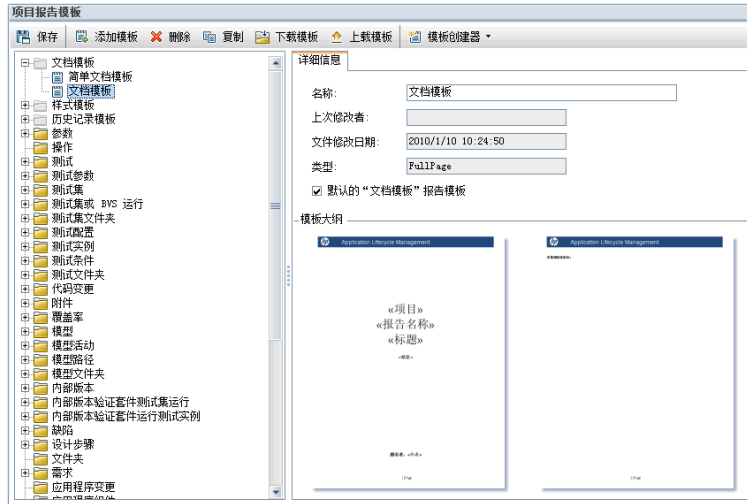 项目报告模板
保存 添加模板 删除 复制 下载模板 上载模板 模板创建器
文档模板
简单文档模板
文档模板
样式模板
历史记录模板
参数
操作
测试
测试参数
测试集
测试集或 BVS 运行
测试集文件夹
测试配置
测试实例
测试条件
测试文件夹
代码变更
附件
覆盖率
模型
模型活动
模型路径
模型文件夹
内部版本
内部版本验证套件测试集运行
内部版本验证套件运行测试实例
缺陷
设计步骤
文件夹
需求
应用程序变更
详细信息
名称: 文档模板
上次修改者:
文件修改日期: 2010/1/10 10:24:50
类型: FullPage
默认的“文档模板”报告模板
模板大纲
hp Application Lifecycle Management
«项目»
«报告名称»
«标题»
hp Application Lifecycle Management